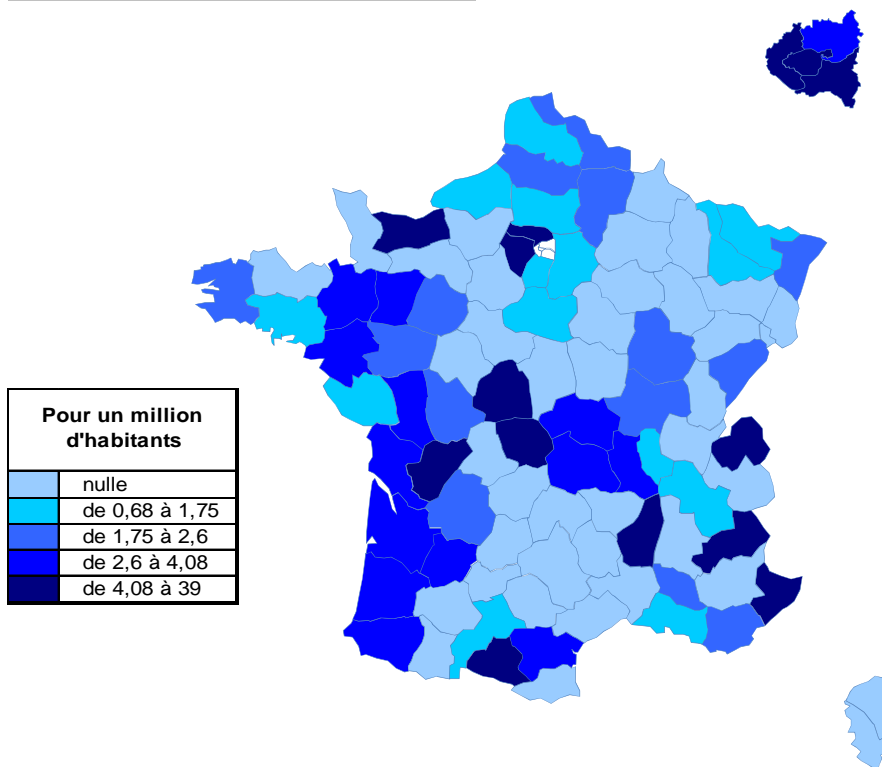 Pour un million
d'habitants
nulle
de 0,68 à 1,75
de 1,75 à 2,6
de 2,6 à 4,08
de 4,08 à 39